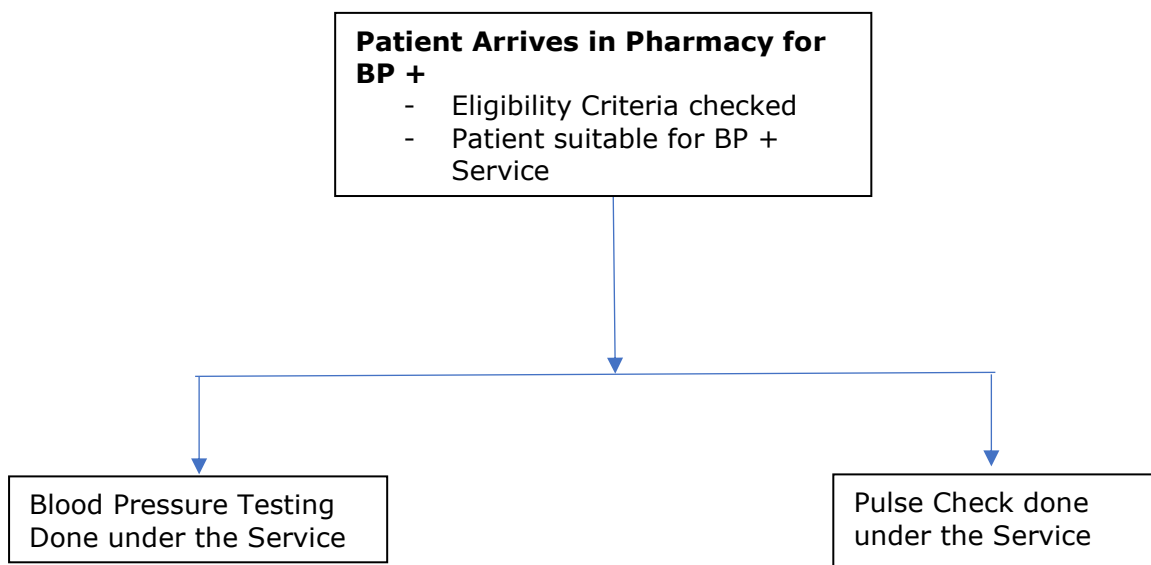 Patient Arrives in Pharmacy for
BP +
- Eligibility Criteria checked
- Patient suitable for BP +
Service
Blood Pressure Testing
Done under the Service
Pulse Check done
under the Service